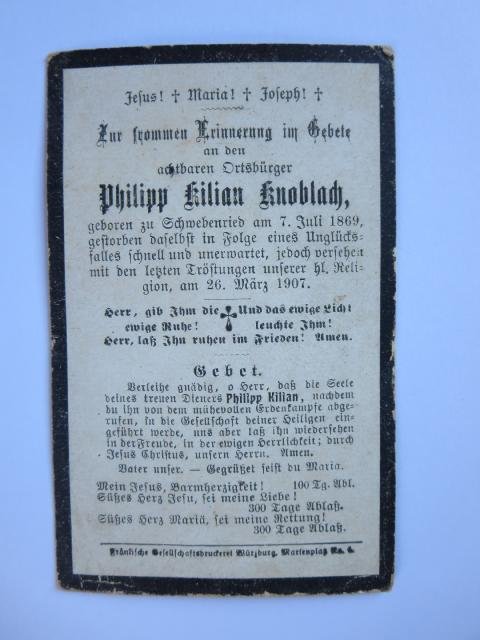 Jesus! † Maria! † Joseph! †
Zur frommen Erinnerung im Gebete
an den
achtbaren Ortsbürger
Philipp Kilian Knoblach,
geboren zu Schwebenried am 7. Juli 1869,
gestorben daselbst in Folge eines Unglücks-
falles schnell und unerwartet, jedoch versehen
mit den letzten Tröstungen unserer hl. Reli-
gion, am 26. März 1907.
Herr, gib Ihm die
ewige Ruhe!
Und das ewige Licht
leuchte Ihm!
Herr, laß Ihn ruhen im Frieden! Amen.
Gebet.
Verleihe gnädig, o Herr, daß die Seele
deines treuen Dieners Philipp Kilian, nachdem
du ihn von dem mühevollen Erdenkampfe abge-
rufen, in die Gesellschaft deiner Heiligen ein-
geführt werde, uns aber laß ihn wiedersehen
in der Freude, in der ewigen Herrlichkeit; durch
Jesus Christus, unsern Herrn. Amen.
Vater unser. — Gegrüßet seist du Maria.
Mein Jesus, Barmherzigkeit! 100 Tg. Abl.
Süßes Herz Jesu, sei meine Liebe!
300 Tage Ablaß.
Süßes Herz Mariä, sei meine Rettung!
300 Tage Ablaß.
Fränkische Gesellschaftsdruckerei Würzburg, Marienplatz No. 4.